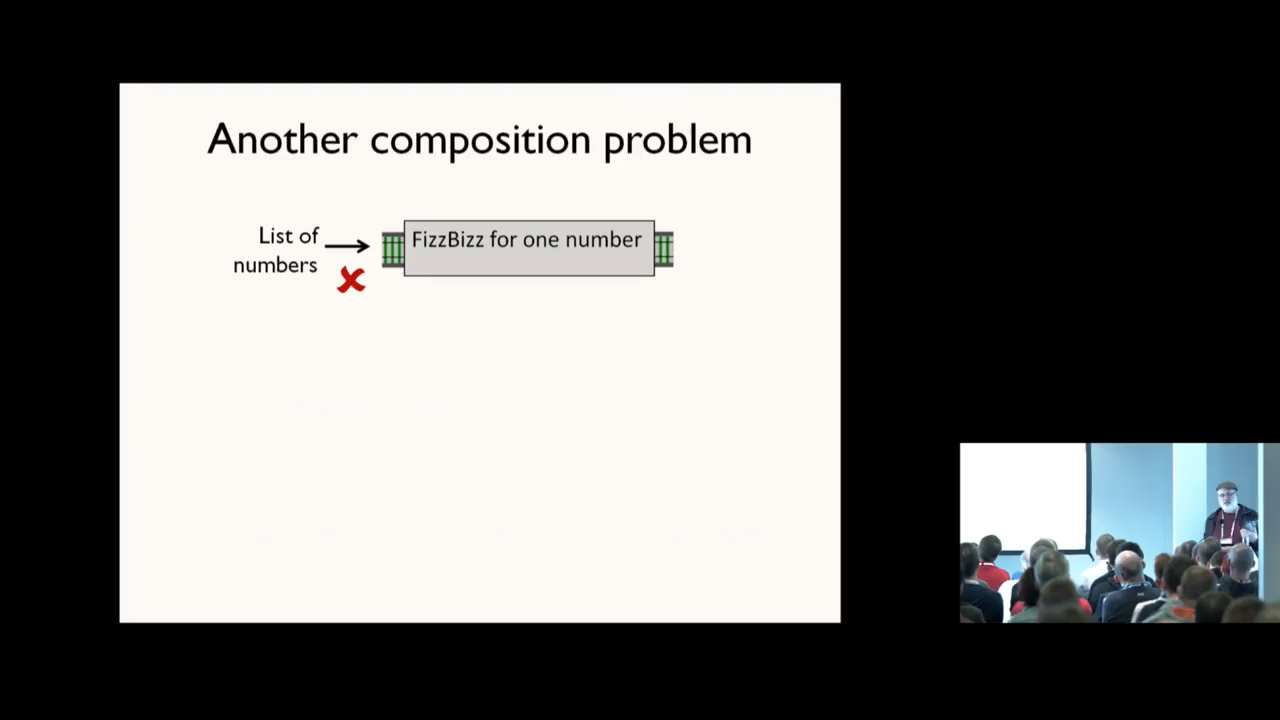 Another composition problem
List of
numbers
FizzBizz for one number